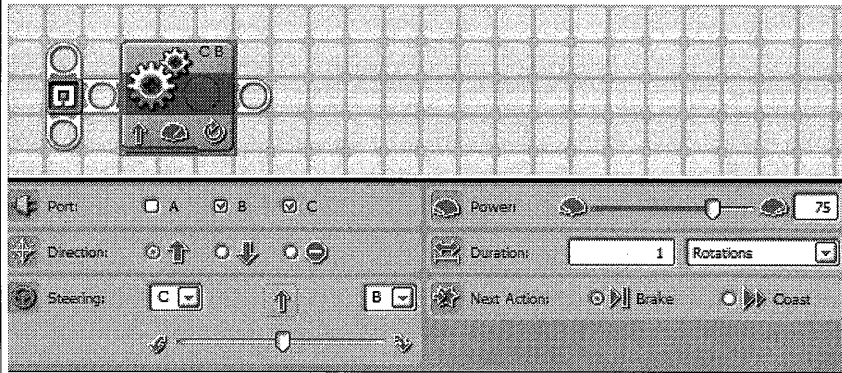 C B
Port: A B C
Power: 75
Direction:
Duration: 1 Rotations
Steering: C B
Next Action: Brake Coast